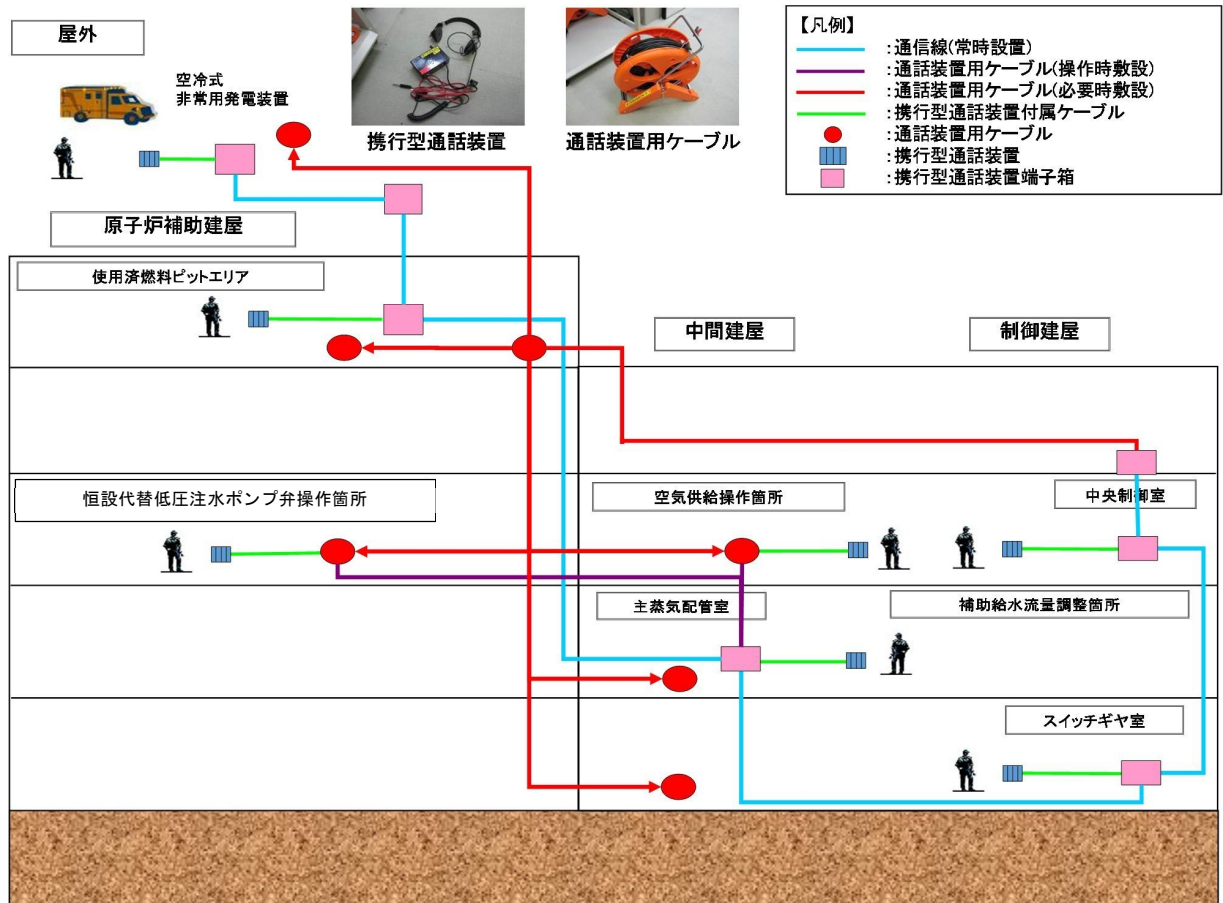 屋外
空冷式
非常用発電装置
携行型通話装置
通話装置用ケーブル
【凡例】
:通信線(常時設置)
:通話装置用ケーブル(操作時敷設)
:通話装置用ケーブル(必要時敷設)
:携行型通話装置付属ケーブル
:通話装置用ケーブル
:携行型通話装置
:携行型通話装置端子箱
原子炉補助建屋
使用済燃料ピットエリア
中間建屋
制御建屋
恒設代替低圧注水ポンプ弁操作箇所
空気供給操作箇所
中央制御室
主蒸気配管室
補助給水流量調整箇所
スイッチギヤ室